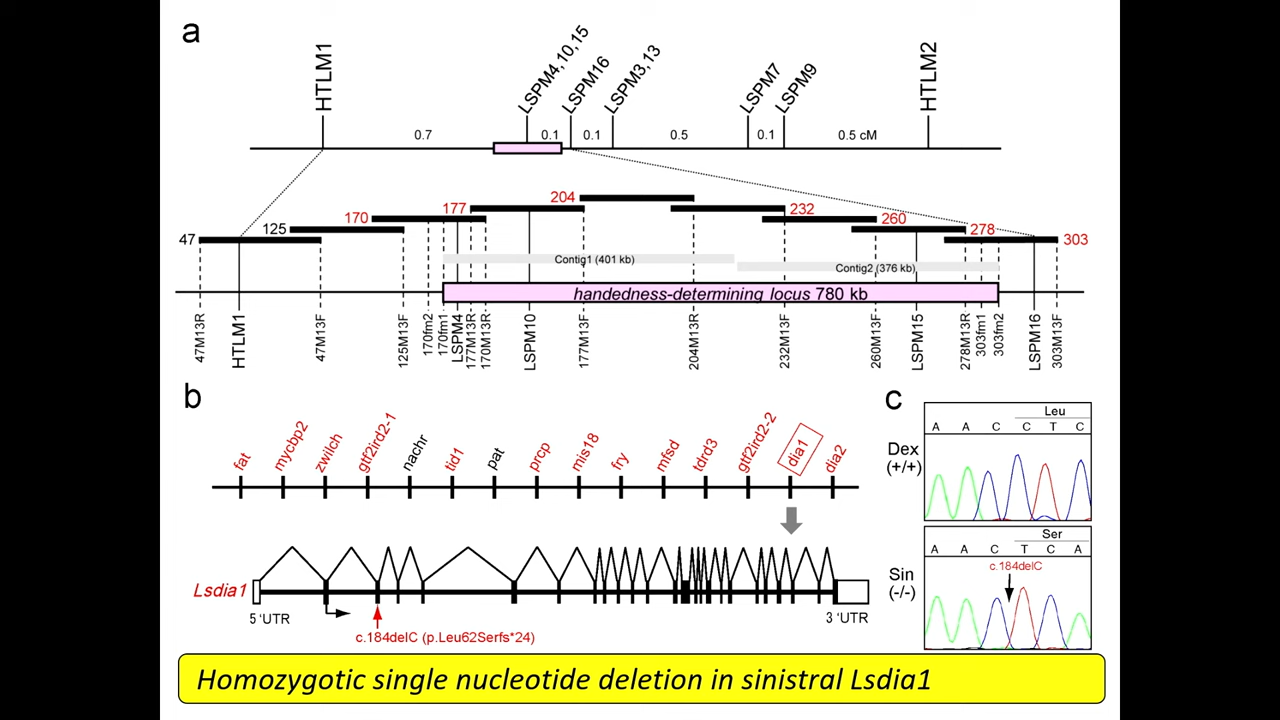 a
HTLM1
LSPM4,10,15
LSPM16
LSPM3,13
LSPM7
LSPM9
HTLM2
0.7
0.1
0.1
0.5
0.1
0.5 cM
204
177
232
170
260
125
278
47
303
Contig1 (401 kb)
Contig2 (376 kb)
handedness-determining locus 780 kb
47M13R
HTLM1
47M13F
125M13F
170fm2
170fm1
LSPM4
177M13R
170M13R
LSPM10
177M13F
204M13R
232M13F
260M13F
LSPM15
278M13R
303fm1
303fm2
LSPM16
303M13F
b
fat
mycbp2
zwilch
gtf2ird2-1
nachr
tid1
pat
prcp
mis18
fry
mfsd
tdrd3
gtf2ird2-2
dia1
dia2
Lsdia1
5 ‘UTR
3 ‘UTR
c.184delC (p.Leu62Serfs*24)
c
Leu
A A C C T C
Dex
(+/+)
Ser
A A C T C A
c.184delC
Sin
(-/-)
Homozygotic single nucleotide deletion in sinistral Lsdia1